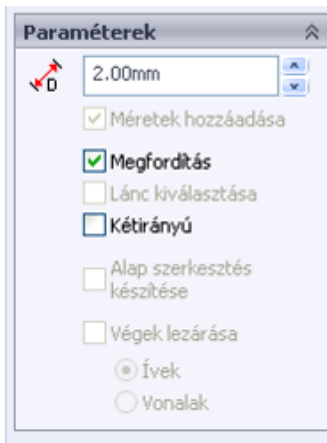 Paraméterek
D
2.00mm
Méretek hozzáadása
Megfordítás
Lánc kiválasztása
Kétirányú
Alap szerkesztés
készítése
Végek lezárása
Ívek
Vonalak